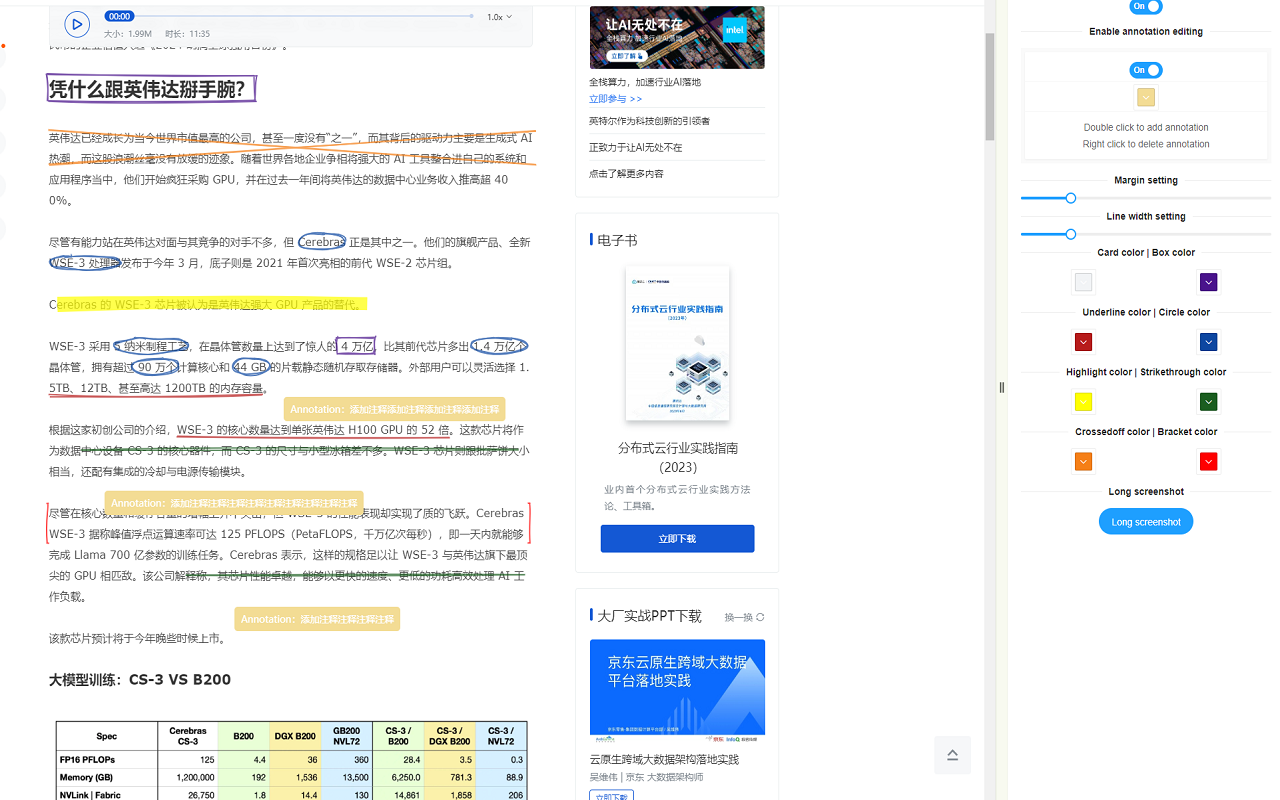 00:00
1.0x
大小:1.99M 时长:11:35
凭什么跟英伟达掰手腕?
英伟达已经成长为当今世界市值最高的公司,甚至一度没有“之一”,而其背后的驱动力主要是生成式 AI
热潮,而这股浪潮丝毫没有放缓的迹象。随着世界各地企业争相将强大的 AI 工具整合进自己的系统和
应用程序当中,他们开始疯狂采购 GPU,并在过去一年间将英伟达的数据中心业务收入推高超 40
0%。
尽管有能力站在英伟达对面与其竞争的对手不多,但 Cerebras 正是其中之一。他们的旗舰产品、全新
WSE-3 处理器发布于今年 3 月,底子则是 2021 年首次亮相的前代 WSE-2 芯片组。
Cerebras 的 WSE-3 芯片被认为是英伟达强大 GPU 产品的替代。
WSE-3 采用 5 纳米制程工艺,在晶体管数量上达到了惊人的 4 万亿,比其前代芯片多出 1.4 万亿个
晶体管,拥有超过 90 万个计算核心和 44 GB 的片载静态随机存取存储器。外部用户可以灵活选择 1.
5TB、12TB、甚至高达 1200TB 的内存容量。
Annotation:添加注释添加注释添加注释添加注释
根据这家初创公司的介绍,WSE-3 的核心数量达到单张英伟达 H100 GPU 的 52 倍。这款芯片将作
为数据中心设备 CS-3 的核心器件,而 CS-3 的尺寸与小型冰箱差不多。WSE-3 芯片则跟批萨饼大小
相当,还配有集成的冷却与电源传输模块。
Annotation:添加注释注释注释注释注释注释注释注释注释
尽管在核心数量和缓存容量的增幅上并不突出,但 WSE-3 的性能表现却实现了质的飞跃。Cerebras
WSE-3 据称峰值浮点运算速率可达 125 PFLOPS(PetaFLOPS,千万亿次每秒),即一天内就能够
完成 Llama 700 亿参数的训练任务。Cerebras 表示,这样的规格足以让 WSE-3 与英伟达旗下最顶
尖的 GPU 相匹敌。该公司解释称,其芯片性能卓越,能够以更快的速度、更低的功耗高效处理 AI 工
作负载。
Annotation:添加注释注释注释注释
该款芯片预计将于今年晚些时候上市。
大模型训练:CS-3 VS B200
Spec Cerebras CS-3 B200 DGX B200 GB200 NVL72 CS-3 / B200 CS-3 / DGX B200 CS-3 / NVL72
FP16 PFLOPs 125 4.4 36 360 28.4 3.5 0.3
Memory (GB) 1,200,000 192 1,536 13,500 6,250.0 781.3 88.9
NVLink | Fabric 26,750 1.8 14.4 130 14,861 1,858 206
让AI无处不在
全栈算力 加速行业AI落地
立即了解
intel
全栈算力,加速行业AI落地
立即参与 >>
英特尔作为科技创新的引领者
正致力于让AI无处不在
点击了解更多内容
电子书
分布式云行业实践指南
(2023年)
分布式云行业实践指南
(2023)
业内首个分布式云行业实践方法
论、工具箱。
立即下载
大厂实战PPT下载
换一换
京东云原生跨域大数据
平台落地实践
云原生跨域大数据架构落地实践
吴维伟 | 京东 大数据架构师
立即下载
On
Enable annotation editing
On
Double click to add annotation
Right click to delete annotation
Margin setting
Line width setting
Card color | Box color
Underline color | Circle color
Highlight color | Strikethrough color
Crossedoff color | Bracket color
Long screenshot
Long screenshot